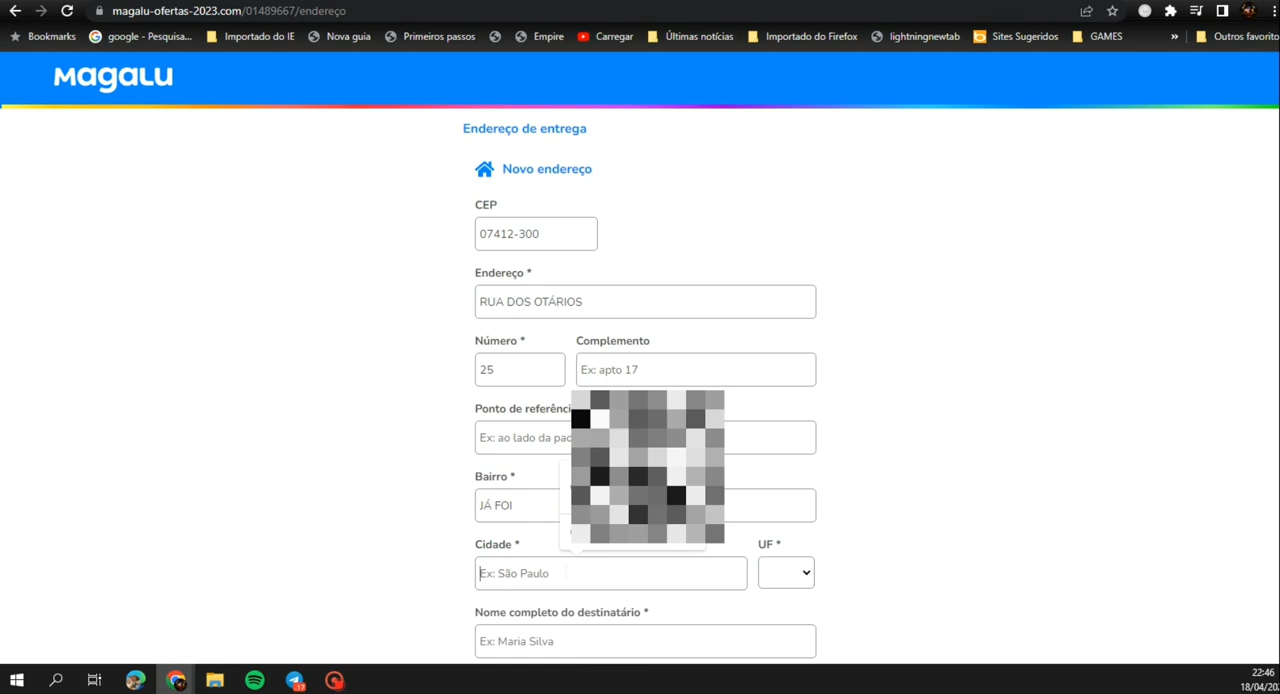 magalu-ofertas-2023.com/01489667/endereço
Bookmarks google - Pesquisa... Importado do IE Nova guia Primeiros passos Empire Carregar Últimas notícias Importado do Firefox lightningnewtab Sites Sugeridos GAMES » Outros favorito
MAGALU
Endereço de entrega
Novo endereço
CEP
07412-300
Endereço *
RUA DOS OTÁRIOS
Número * Complemento
25 Ex: apto 17
Ponto de referênci
Ex: ao lado da pad
Bairro *
JÁ FOI
Cidade * UF *
Ex: São Paulo
Nome completo do destinatário *
Ex: Maria Silva
22:46
18/04/202